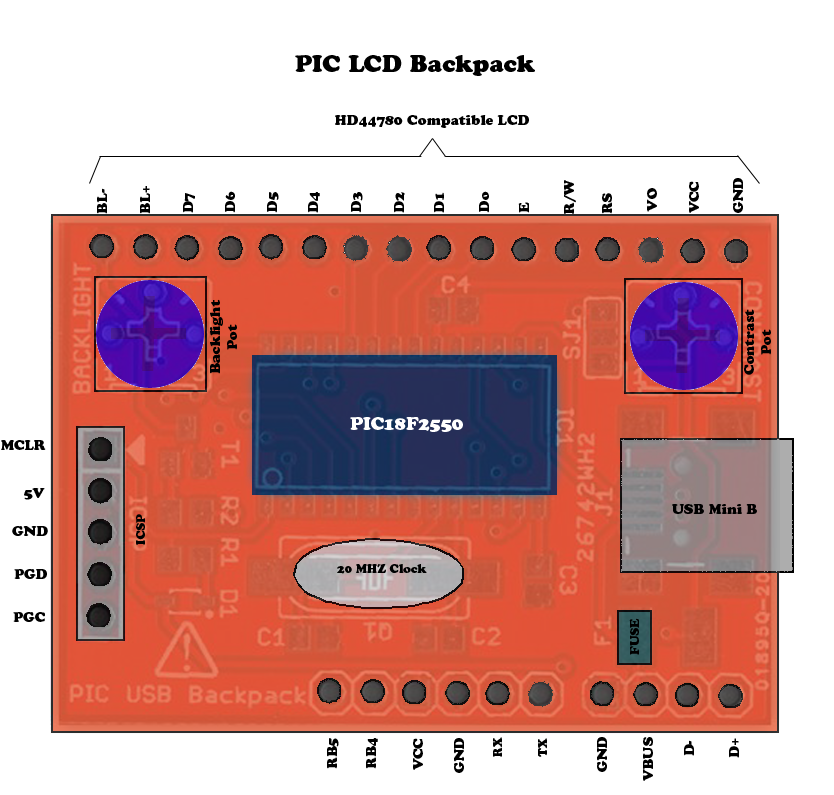 PIC LCD Backpack
HD44780 Compatible LCD
BL-
BL+
D7
D6
D5
D4
D3
D2
D1
D0
E
R/W
RS
VO
VCC
GND
BACKLIGHT
Backlight
Pot
C4
SJ1
Contrast
Pot
PIC18F2550
IC1
MCLR
5V
GND
PGD
PGC
ICSP
T1
R2
R1
D1
26742WH2
J1
USB Mini B
20 MHZ Clock
Q1
C1
C2
C3
F1
FUSE
PIC USB Backpack
RB5
RB4
VCC
GND
RX
TX
GND
VBUS
D-
D+